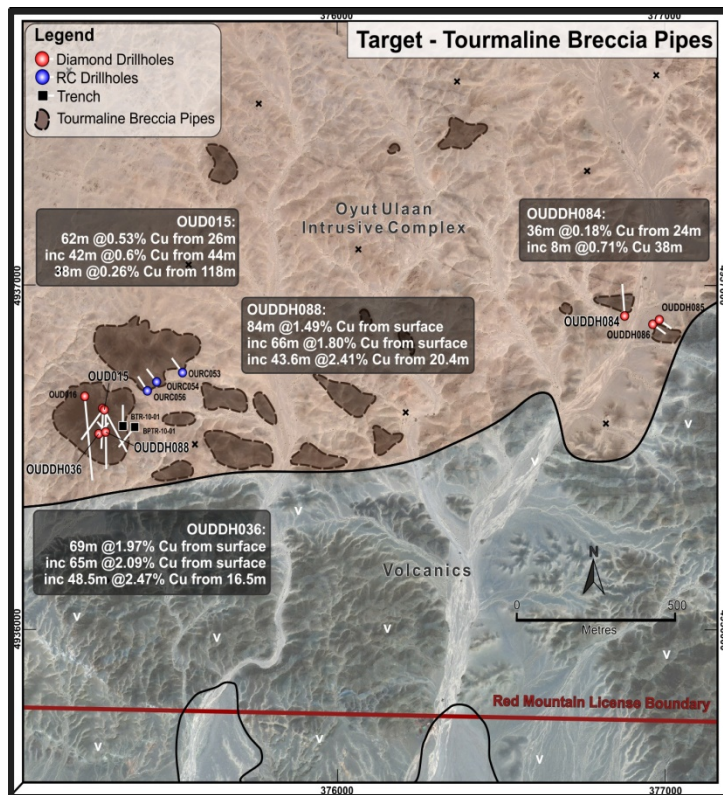 376000
377000
Legend
Diamond Drillholes
RC Drillholes
Trench
Tourmaline Breccia Pipes
Target - Tourmaline Breccia Pipes
Oyut Ulaan
Intrusive Complex
OUD015:
62m @0.53% Cu from 26m
inc 42m @0.6% Cu from 44m
38m @0.26% Cu from 118m
OUDDH084:
36m @0.18% Cu from 24m
inc 8m @0.71% Cu 38m
4937000
4937000
OUDDH088:
84m @1.49% Cu from surface
inc 66m @1.80% Cu from surface
inc 43.6m @2.41% Cu from 20.4m
OUDDH085
OUDDH084
OUDDH086
OURC053
OUD015
OURC054
OUD016
OURC056
BTR-10-01
BPTR-10-01
OUDDH088
OUDDH036
V
V
OUDDH036:
69m @1.97% Cu from surface
inc 65m @2.09% Cu from surface
inc 48.5m @2.47% Cu from 16.5m
V
Volcanics
N
0
500
Metres
4936000
4936000
V
V
V
Red Mountain License Boundary
V
V
V
376000
377000